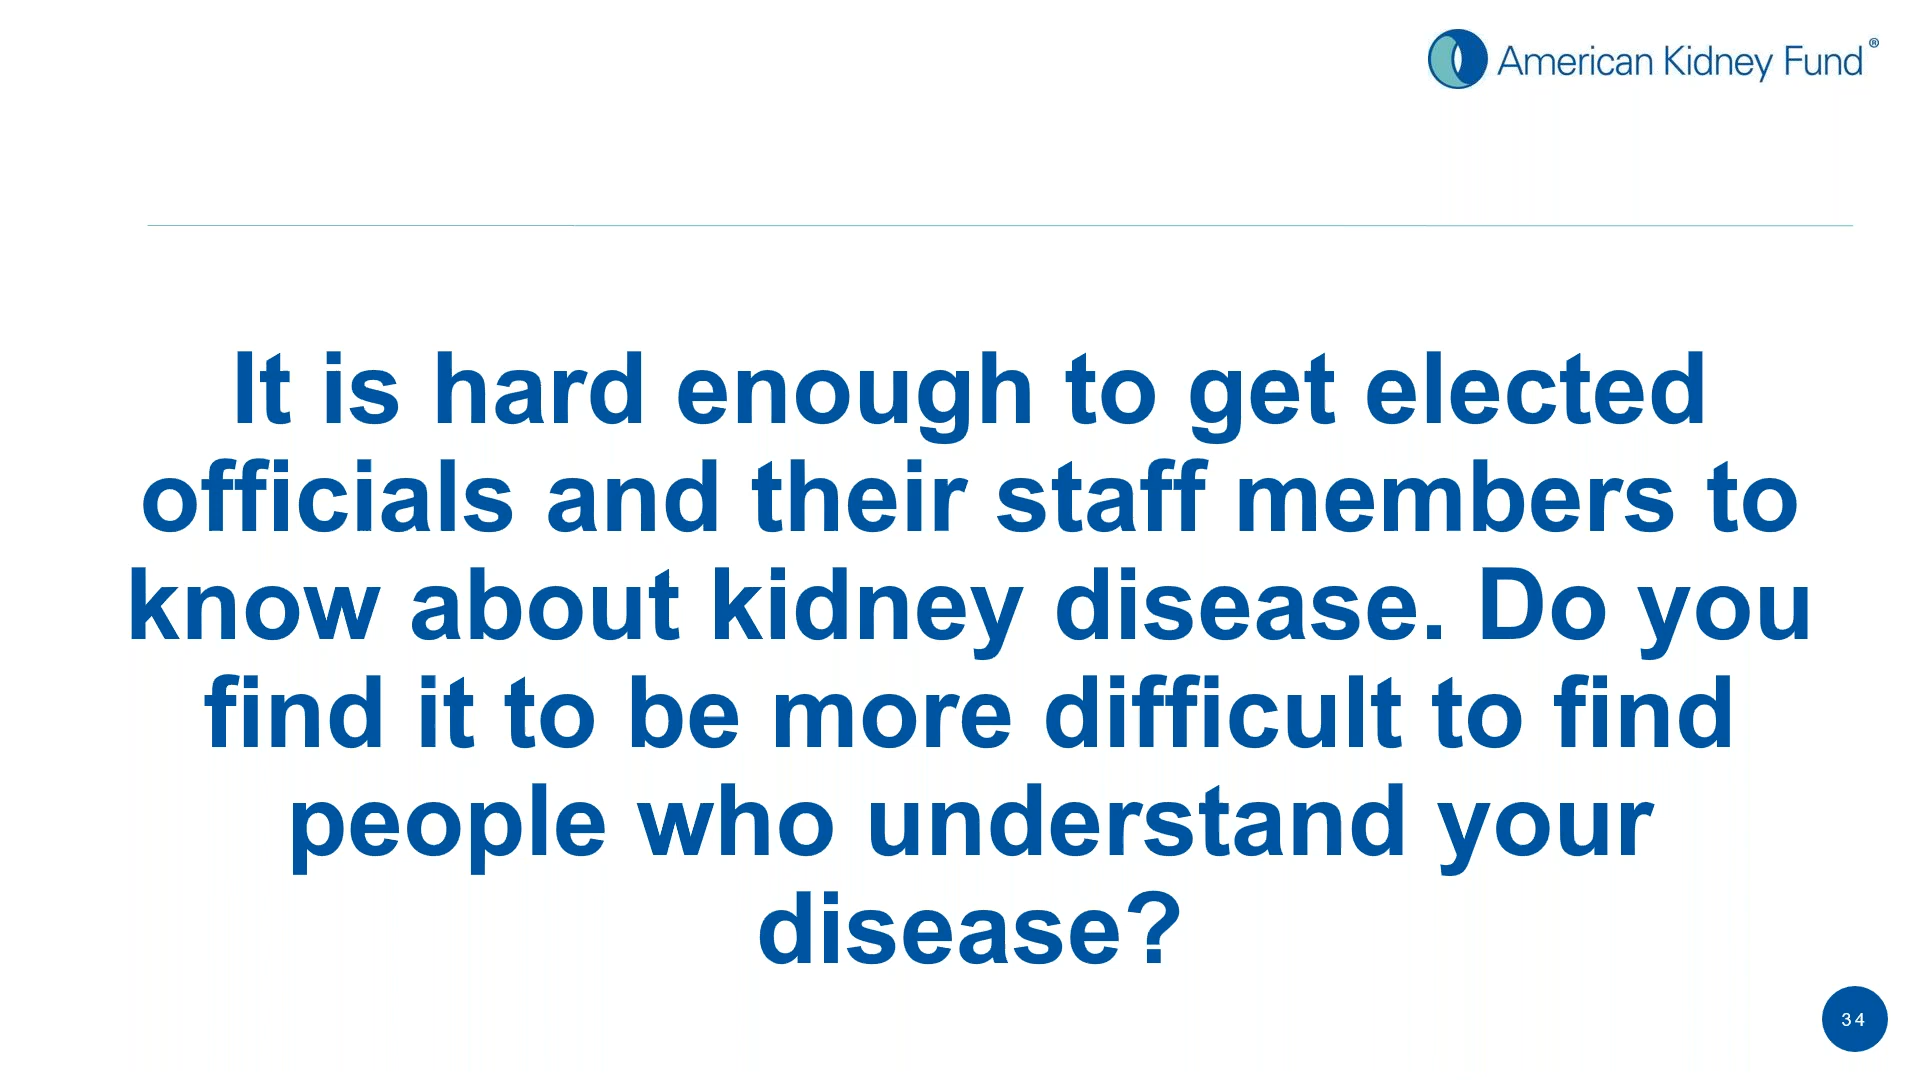 American Kidney Fund®
It is hard enough to get elected
officials and their staff members to
know about kidney disease. Do you
find it to be more difficult to find
people who understand your
disease?
34